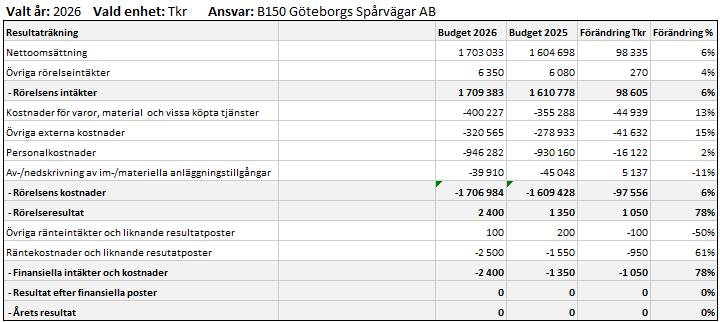 Valt år: 2026 Vald enhet: Tkr Ansvar: B150 Göteborgs Spårvägar AB
Resultaträkning Budget 2026 Budget 2025 Förändring Tkr Förändring %
Nettoomsättning 1 703 033 1 604 698 98 335 6%
Övriga rörelseintäkter 6 350 6 080 270 4%
- Rörelsens intäkter 1 709 383 1 610 778 98 605 6%
Kostnader för varor, material och vissa köpta tjänster -400 227 -355 288 -44 939 13%
Övriga externa kostnader -320 565 -278 933 -41 632 15%
Personalkostnader -946 282 -930 160 -16 122 2%
Av-/nedskrivning av im-/materiella anläggningstillgångar -39 910 -45 048 5 137 -11%
- Rörelsens kostnader -1 706 984 -1 609 428 -97 556 6%
- Rörelseresultat 2 400 1 350 1 050 78%
Övriga ränteintäkter och liknande resultatposter 100 200 -100 -50%
Räntekostnader och liknande resutatposter -2 500 -1 550 -950 61%
- Finansiella intäkter och kostnader -2 400 -1 350 -1 050 78%
- Resultat efter finansiella poster 0 0 0 0%
- Årets resultat 0 0 0 0%